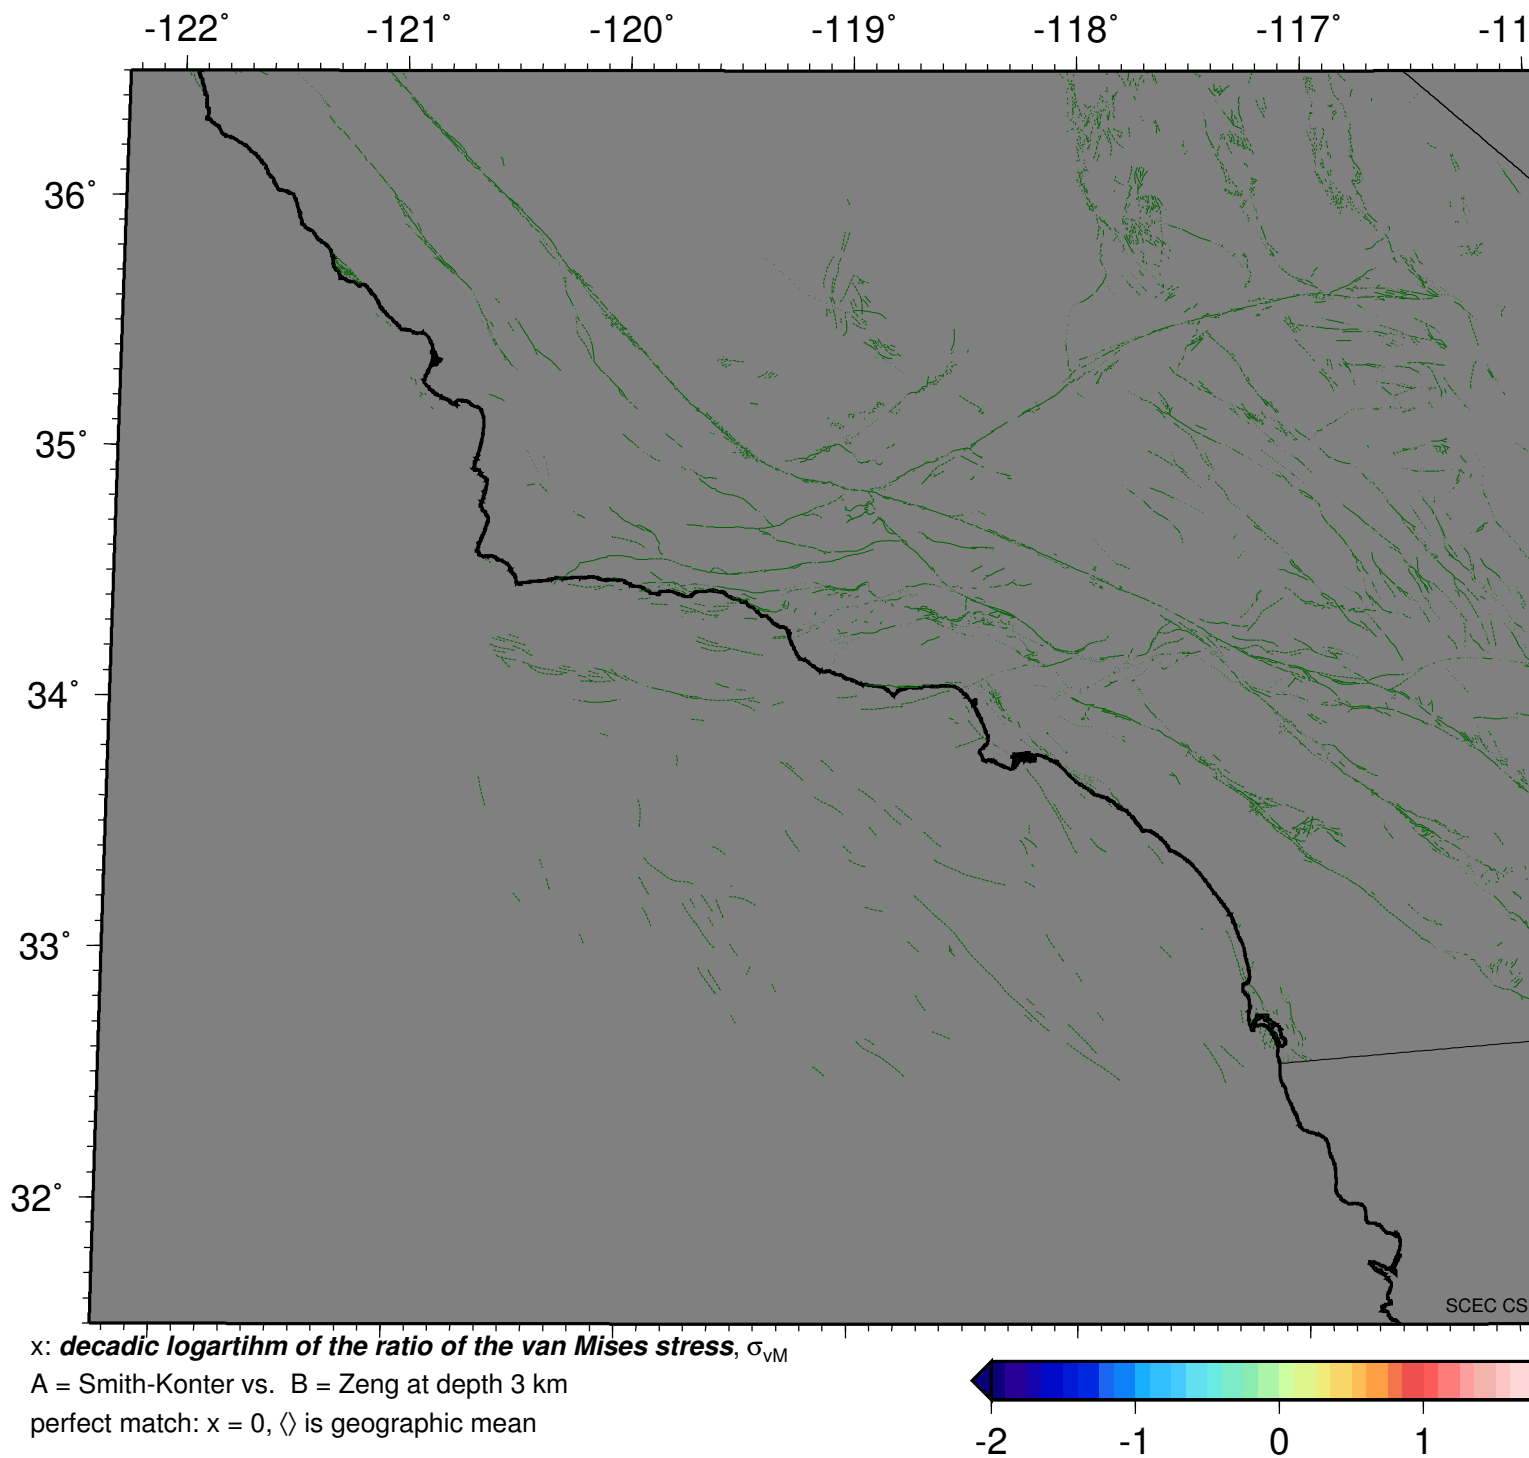 -122˚ -121˚ -120˚ -119˚ -118˚ -117˚ -11
36˚
35˚
34˚
33˚
32˚
SCEC CS
x: decadic logartihm of the ratio of the van Mises stress, σvM
A = Smith-Konter vs. B = Zeng at depth 3 km
perfect match: x = 0, ⟨⟩ is geographic mean
-2 -1 0 1